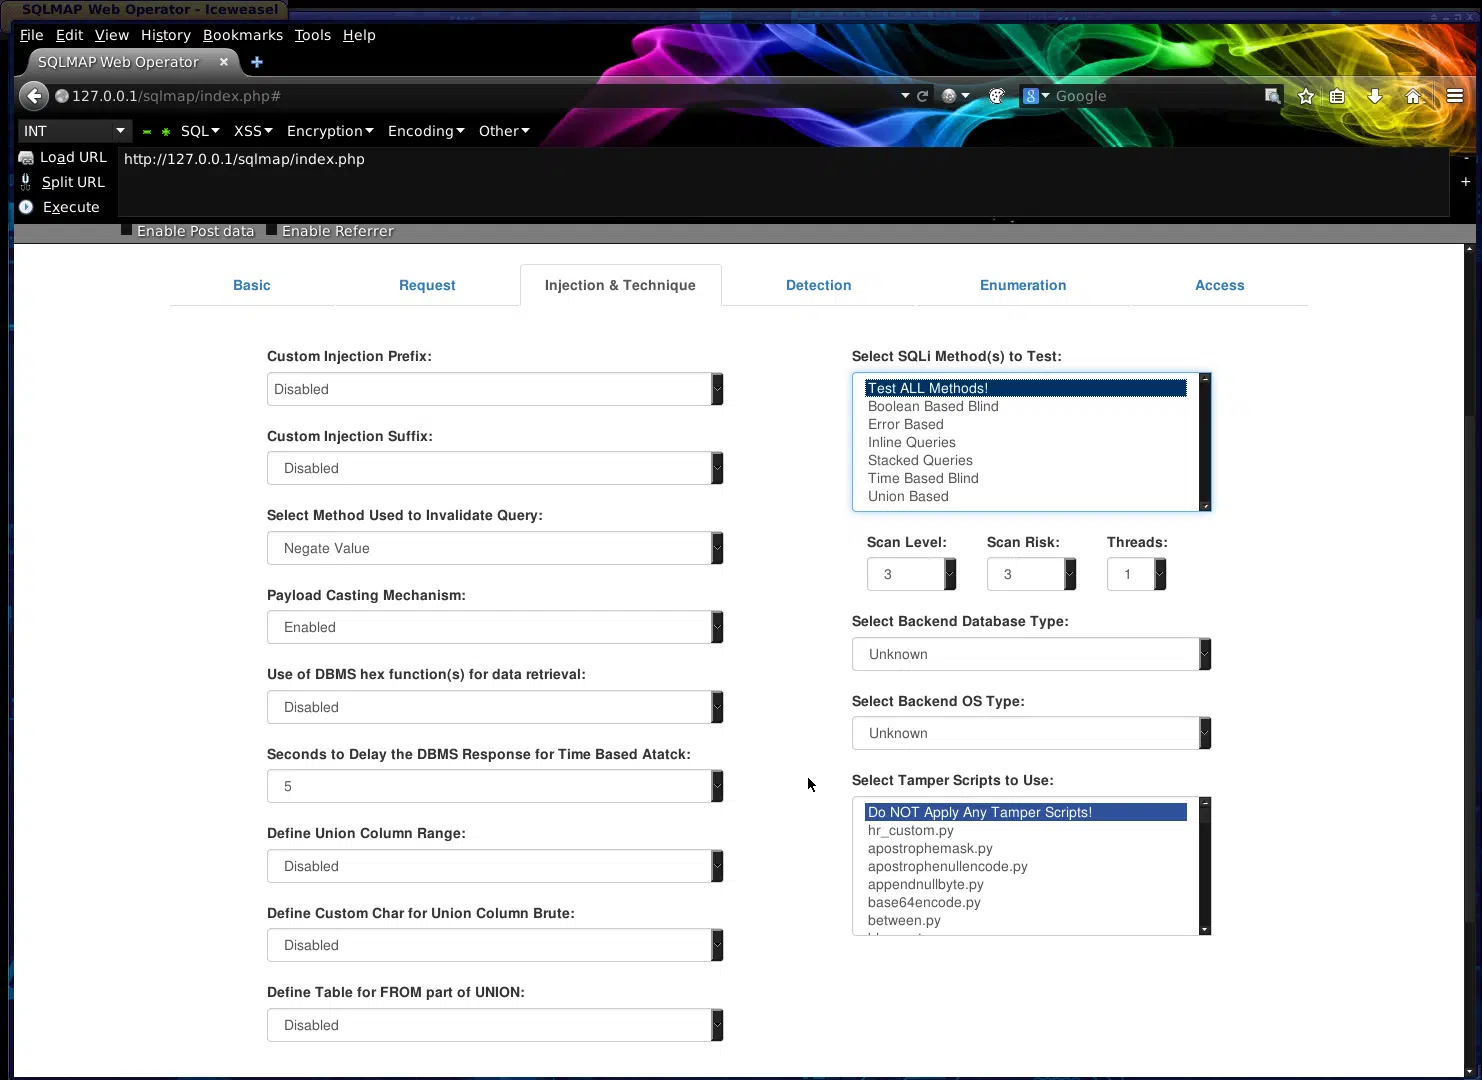 SQLMAP Web Operator - Iceweasel
File Edit View History Bookmarks Tools Help
SQLMAP Web Operator
127.0.0.1/sqlmap/index.php#
Google
INT SQL XSS Encryption Encoding Other
Load URL
http://127.0.0.1/sqlmap/index.php
Split URL
Execute
Enable Post data Enable Referrer
Basic Request Injection & Technique Detection Enumeration Access
Custom Injection Prefix:
Disabled
Custom Injection Suffix:
Disabled
Select Method Used to Invalidate Query:
Negate Value
Payload Casting Mechanism:
Enabled
Use of DBMS hex function(s) for data retrieval:
Disabled
Seconds to Delay the DBMS Response for Time Based Atatck:
5
Define Union Column Range:
Disabled
Define Custom Char for Union Column Brute:
Disabled
Define Table for FROM part of UNION:
Disabled
Select SQLi Method(s) to Test:
Test ALL Methods!
Boolean Based Blind
Error Based
Inline Queries
Stacked Queries
Time Based Blind
Union Based
Scan Level: Scan Risk: Threads:
3 3 1
Select Backend Database Type:
Unknown
Select Backend OS Type:
Unknown
Select Tamper Scripts to Use:
Do NOT Apply Any Tamper Scripts!
hr_custom.py
apostrophemask.py
apostrophenullencode.py
appendnullbyte.py
base64encode.py
between.py